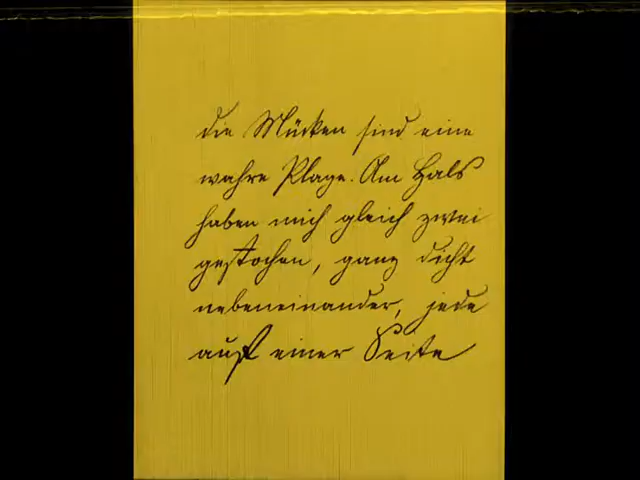 die Mücken sind eine
wahre Plage. Am Hals
haben mich gleich zwei
gestochen, ganz dicht
nebeneinander, jede
auf einer Seite